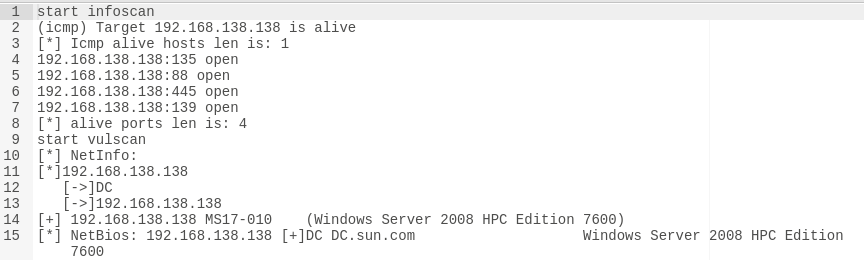 1 start infoscan
2 (icmp) Target 192.168.138.138 is alive
3 [*] Icmp alive hosts len is: 1
4 192.168.138.138:135 open
5 192.168.138.138:88 open
6 192.168.138.138:445 open
7 192.168.138.138:139 open
8 [*] alive ports len is: 4
9 start vulscan
10 [*] NetInfo:
11 [*]192.168.138.138
12    [->]DC
13    [->]192.168.138.138
14 [+] 192.168.138.138 MS17-010    (Windows Server 2008 HPC Edition 7600)
15 [*] NetBios: 192.168.138.138 [+]DC DC.sun.com                    Windows Server 2008 HPC Edition
7600